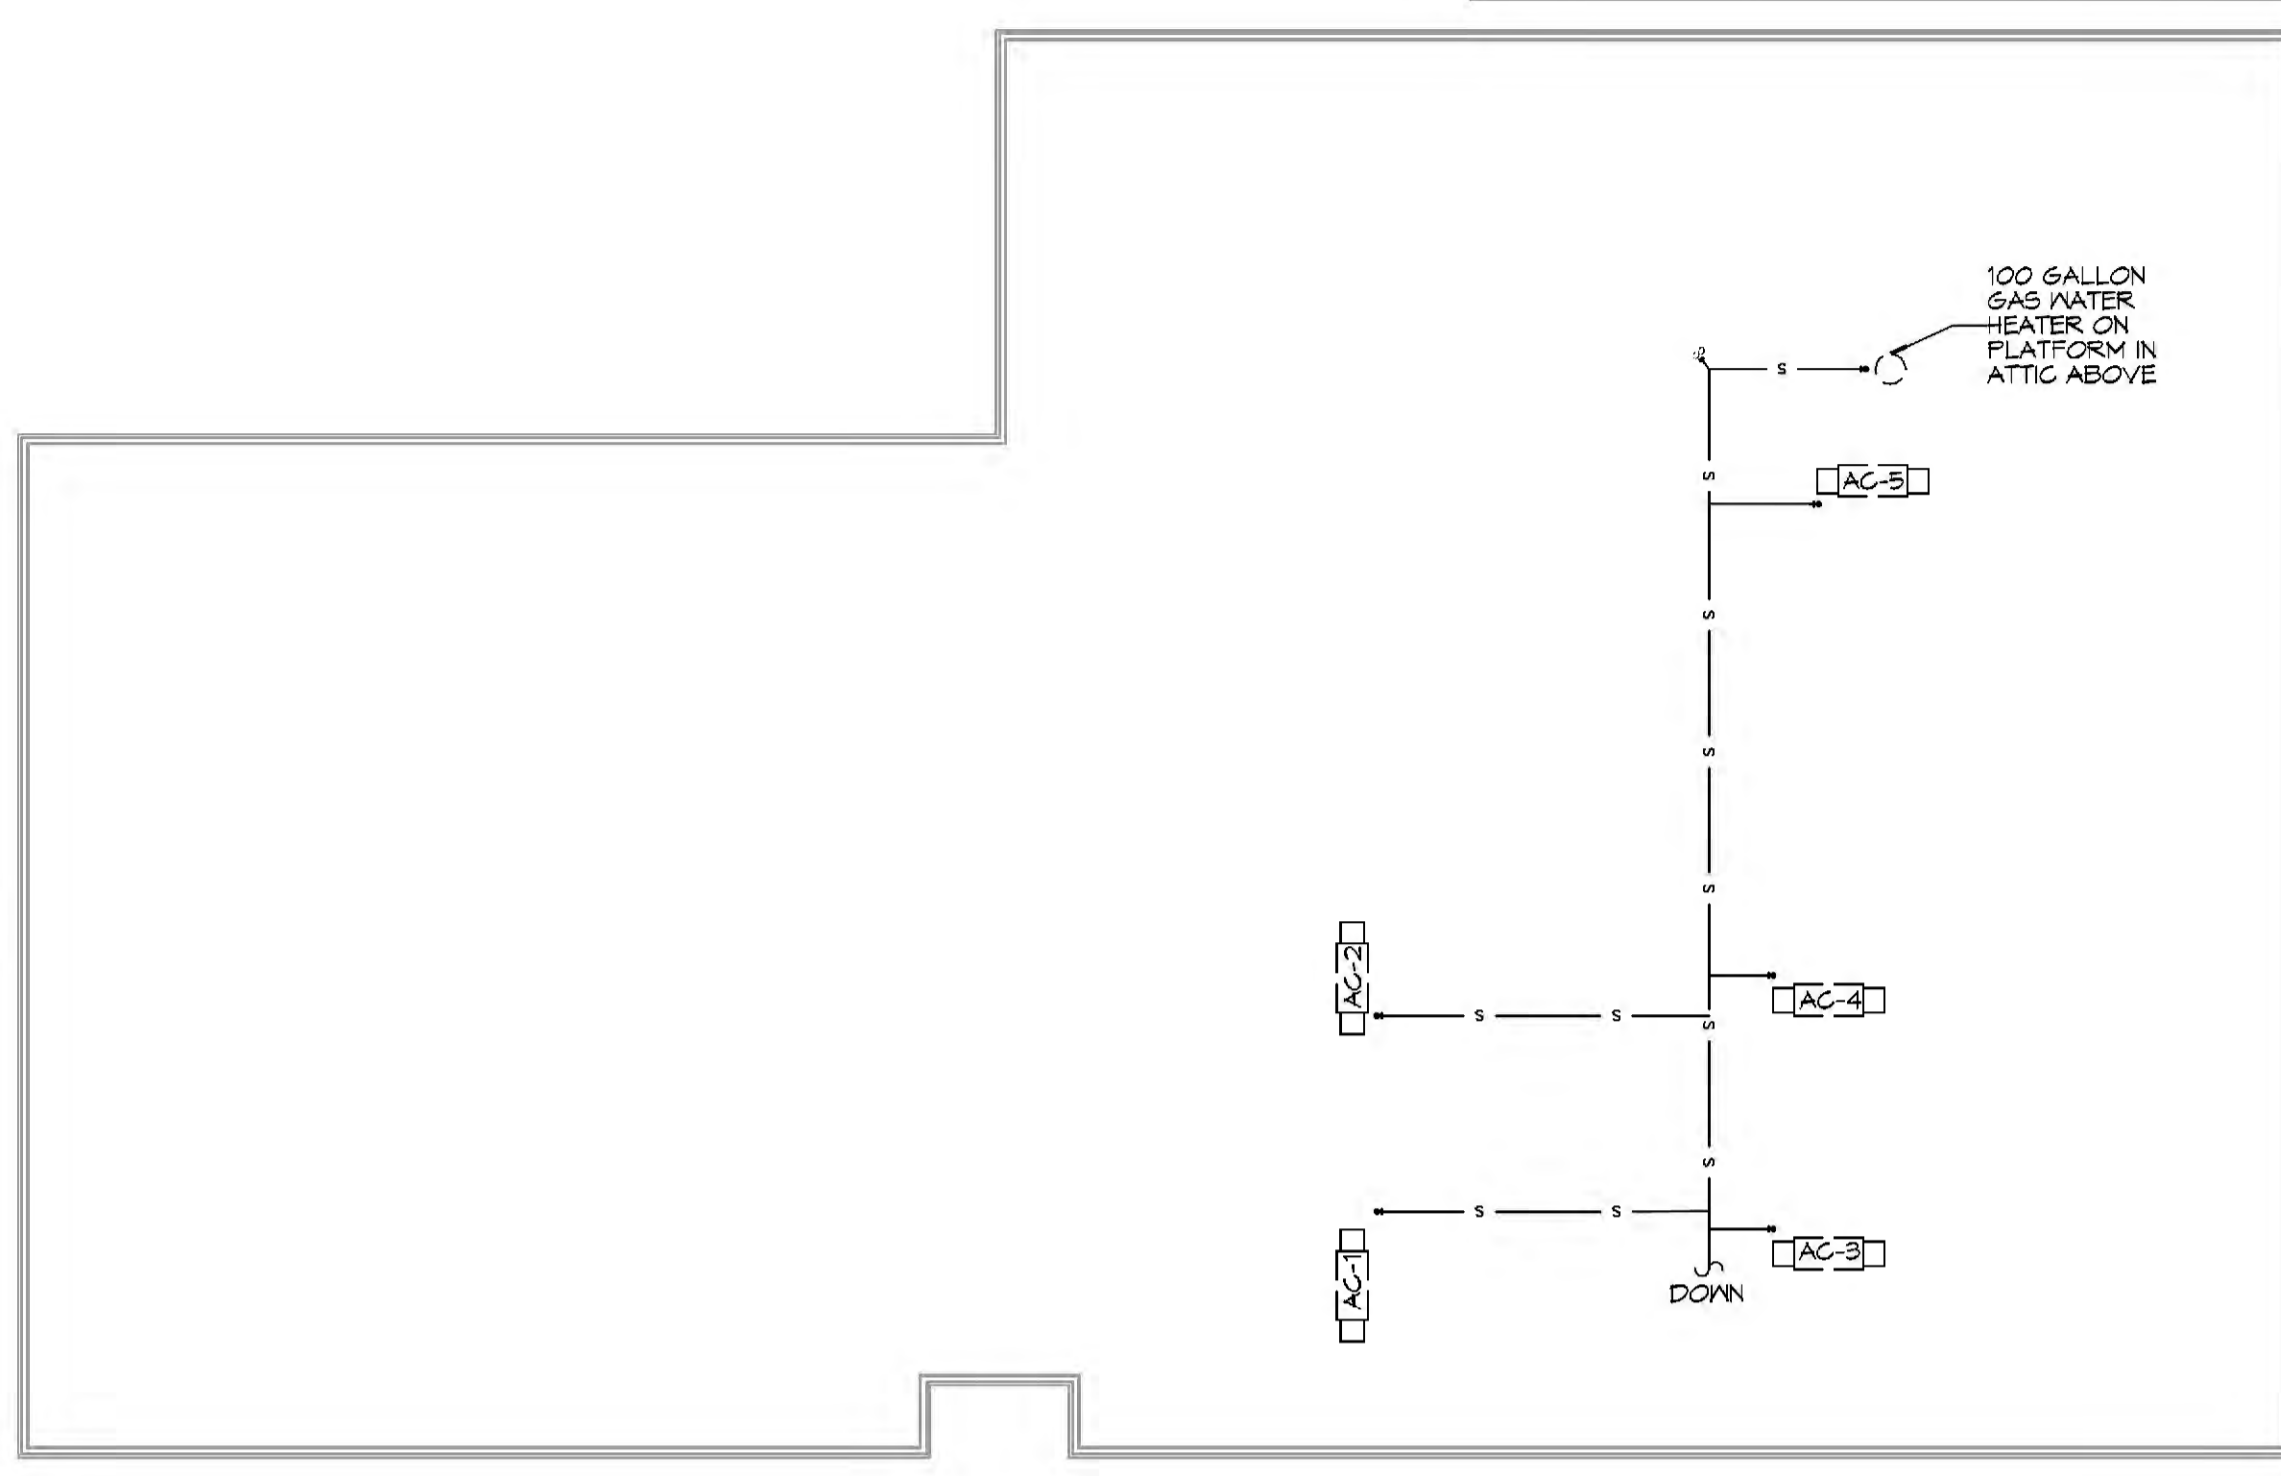 100 GALLON
GAS WATER
HEATER ON
PLATFORM IN
ATTIC ABOVE
S
S
AC-5
S
S
S
AC-2
AC-4
S
S
S
S
S
S
AC-3
AC-1
DOWN